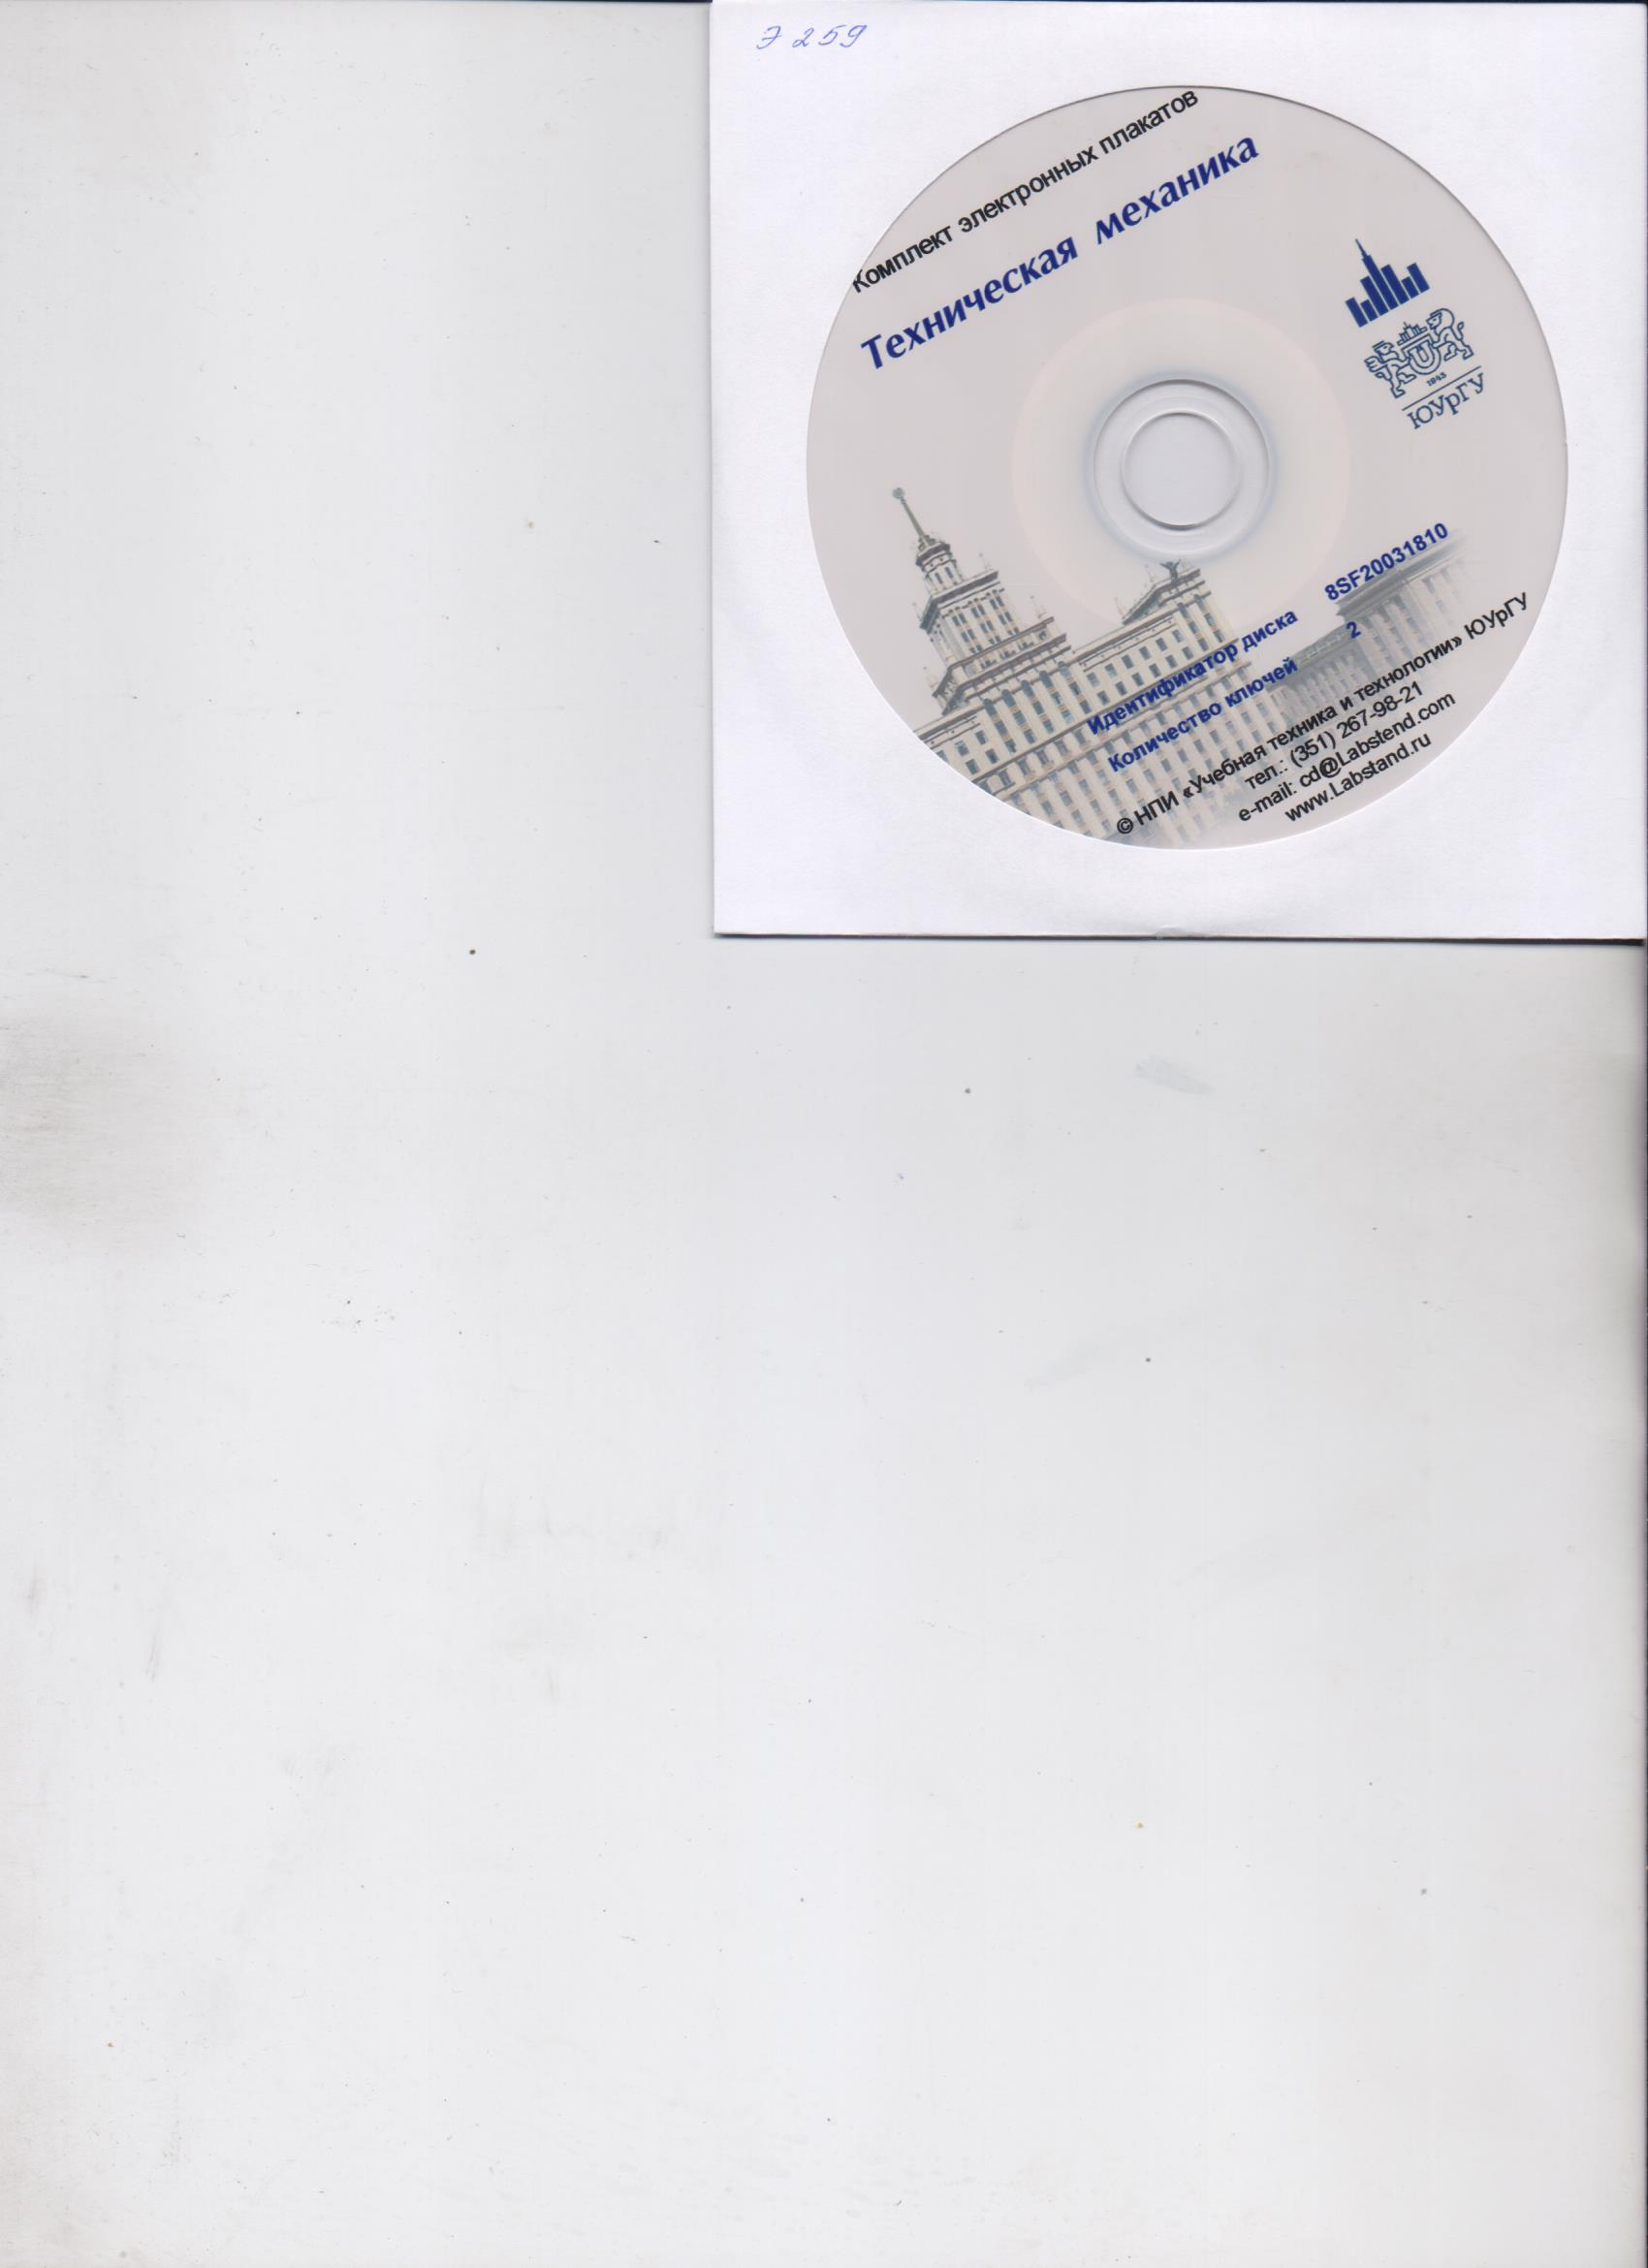 Э 259
Комплект электронных плакатов
Техническая механика
1943
ЮУрГУ
Идентификатор диска 8SF20031810
Количество ключей 2
© НПИ «Учебная техника и технологии» ЮУрГУ
тел.: (351) 267-98-21
e-mail: cd@Labstend.com
www.Labstand.ru